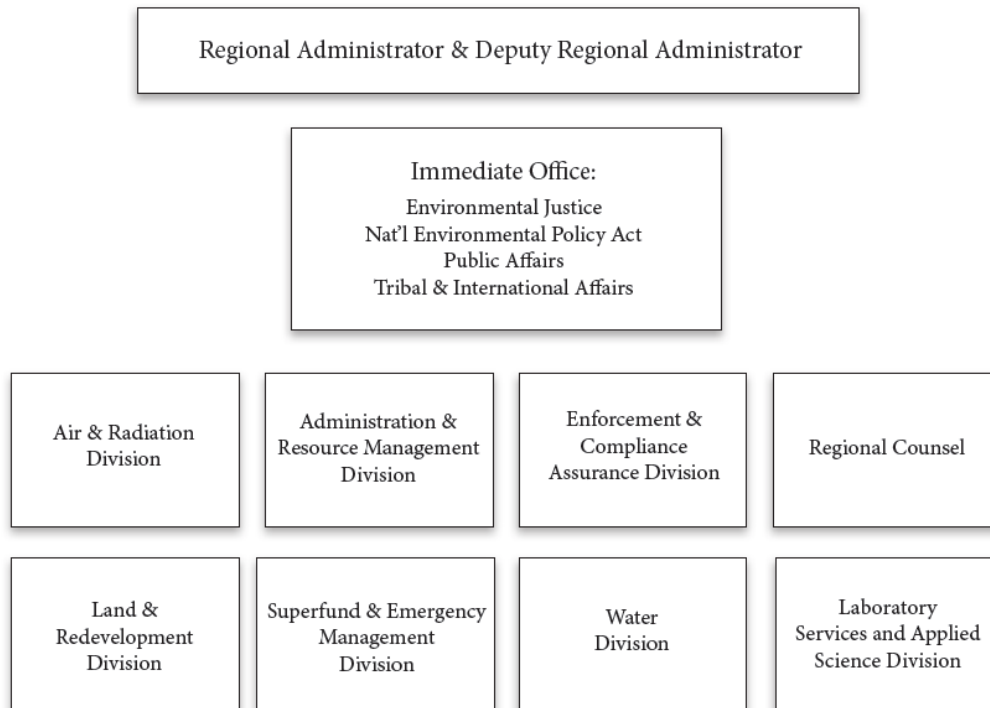 Regional Administrator & Deputy Regional Administrator
Immediate Office:
Environmental Justice
Nat'l Environmental Policy Act
Public Affairs
Tribal & International Affairs
Air & Radiation
Division
Administration &
Resource Management
Division
Enforcement &
Compliance
Assurance Division
Regional Counsel
Land &
Redevelopment
Division
Superfund & Emergency
Management
Division
Water
Division
Laboratory
Services and Applied
Science Division